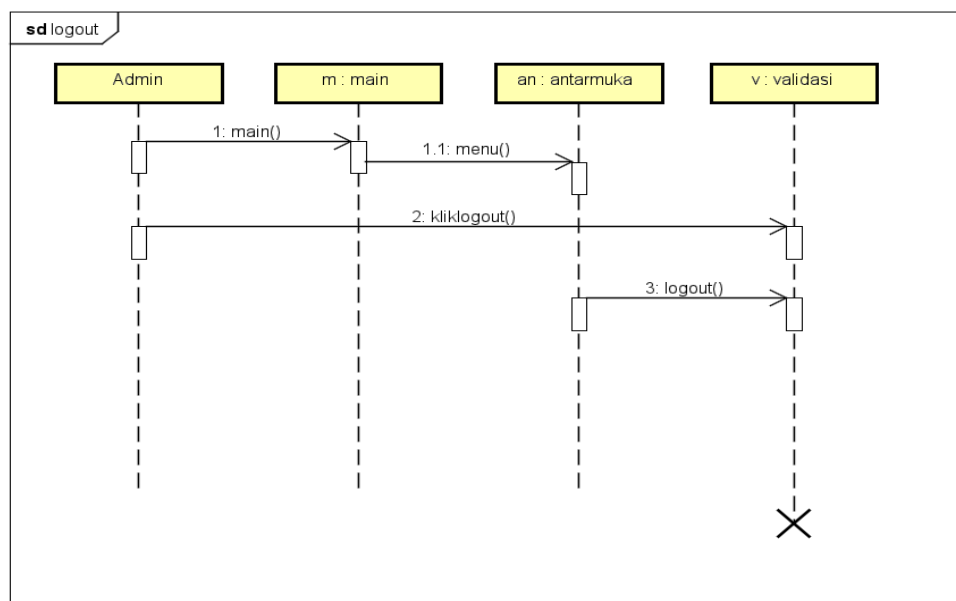 sd logout
Admin
m : main
an : antarmuka
v : validasi
1: main()
1.1: menu()
2: kliklogout()
3: logout()